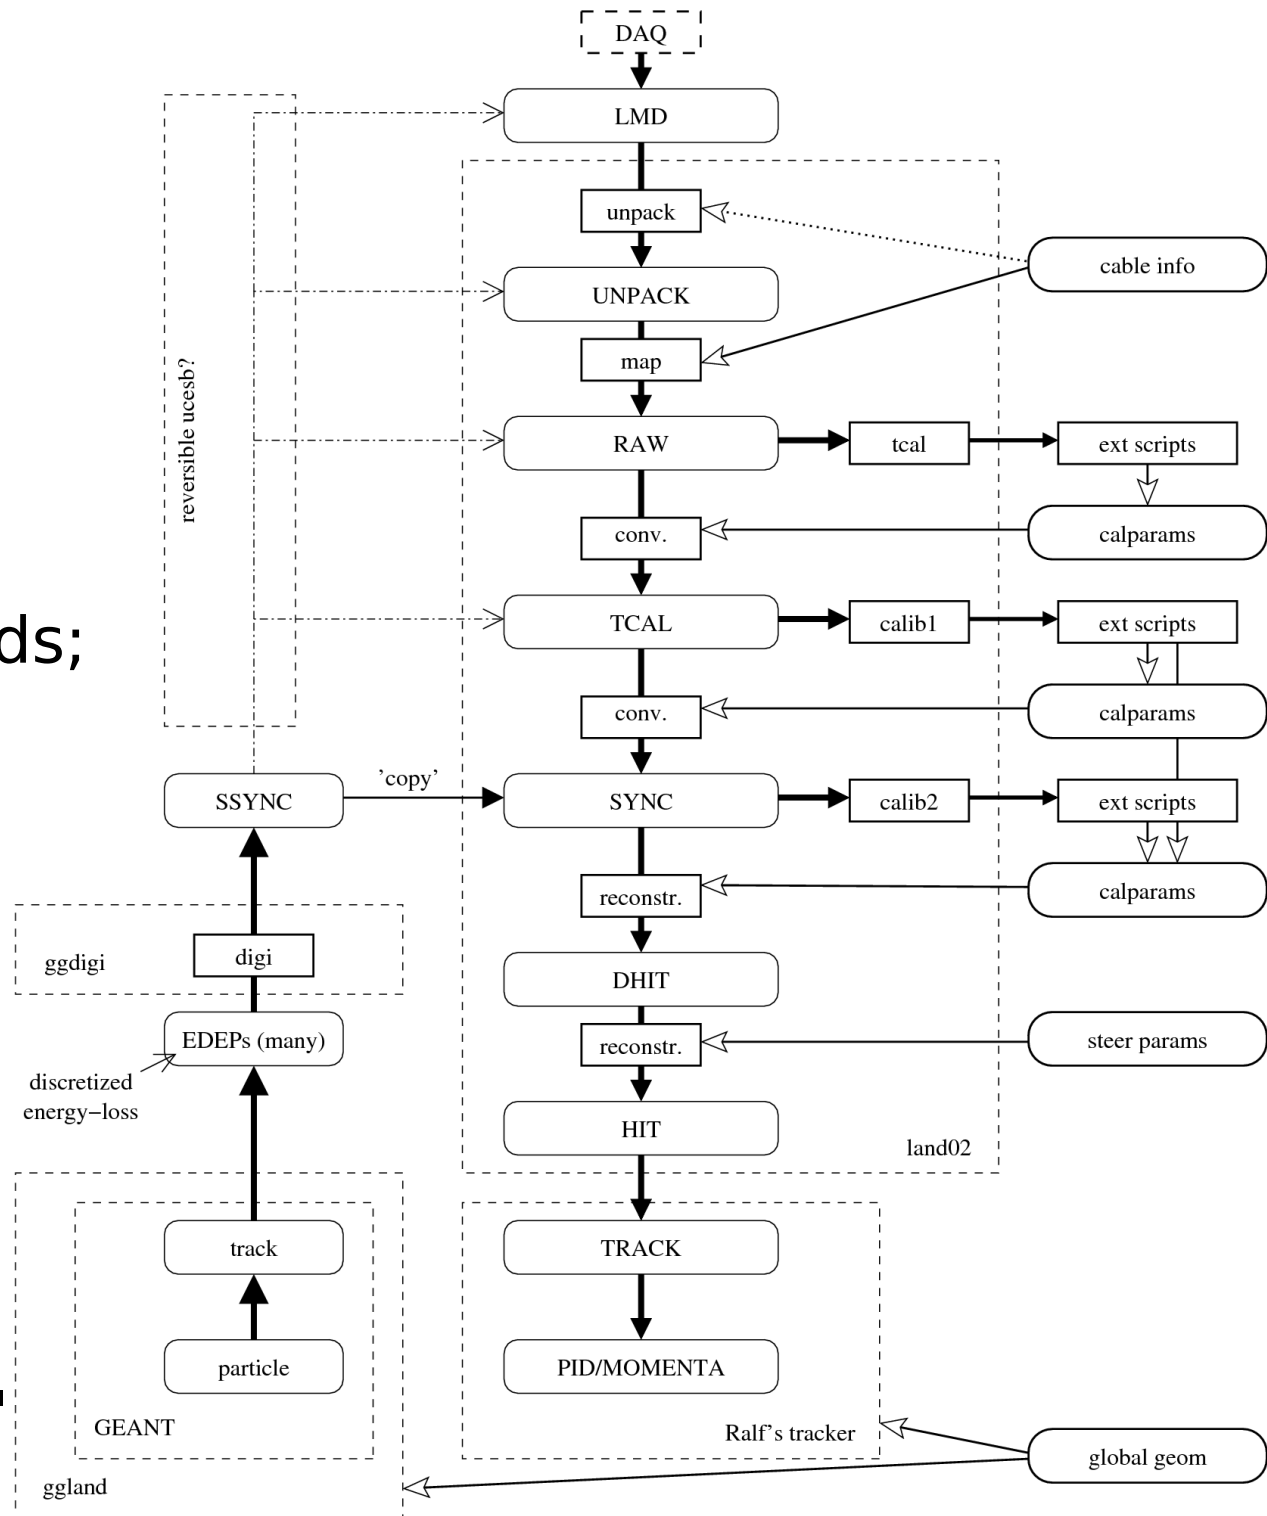 DAQ
LMD
unpack
cable info
UNPACK
map
reversible ucesb?
RAW
tcal
ext scripts
conv.
calparams
ds;
TCAL
calib1
ext scripts
conv.
calparams
SSYNC
'copy'
SYNC
calib2
ext scripts
reconstr.
calparams
ggdigi
digi
DHIT
EDEPs (many)
reconstr.
steer params
discretized
energy−loss
HIT
land02
track
TRACK
particle
PID/MOMENTA
GEANT
Ralf's tracker
global geom
ggland